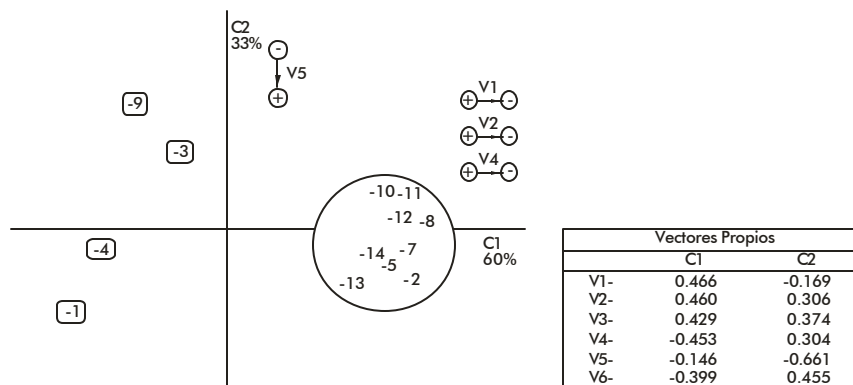 C2
33%
-
V5
+
-9
-3
V1
+ -
V2
+ -
V4
+ -
-10 -11
-12 -8
-14 -7
-5
-13 -2
-4
-1
C1
60%
Vectores Propios
C1 C2
V1- 0.466 -0.169
V2- 0.460 0.306
V3- 0.429 0.374
V4- -0.453 0.304
V5- -0.146 -0.661
V6- -0.399 0.455